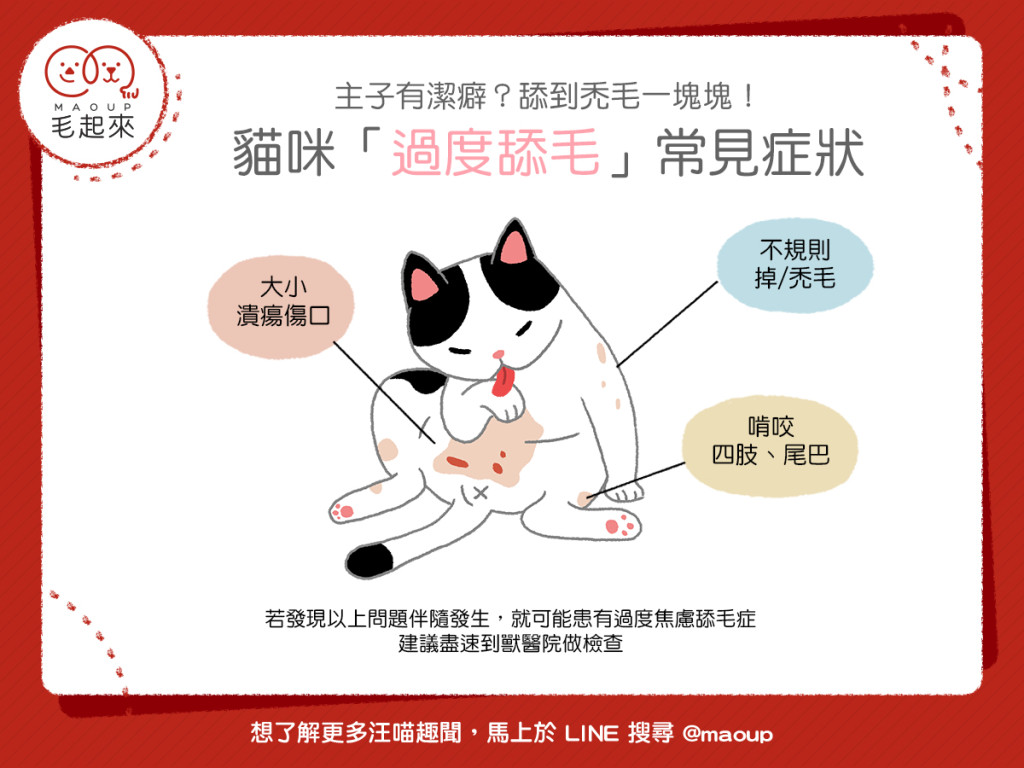 MAOUP
毛起來
主子有潔癖？舔到禿毛一塊塊！
貓咪「過度舔毛」常見症狀
大小
潰瘍傷口
不規則
掉/禿毛
啃咬
四肢、尾巴
若發現以上問題伴隨發生，就可能患有過度焦慮舔毛症
建議盡速到獸醫院做檢查
想了解更多汪喵趣聞，馬上於 LINE 搜尋 @maoup